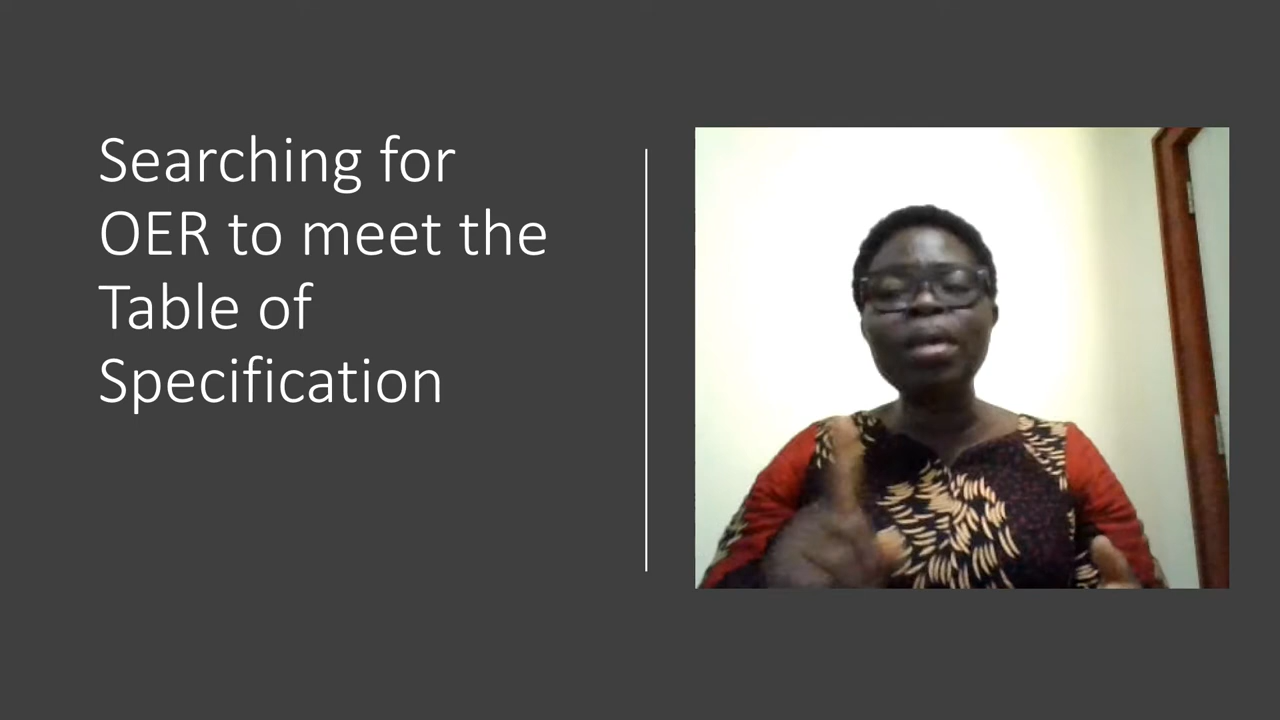 Searching for
OER to meet the
Table of
Specification